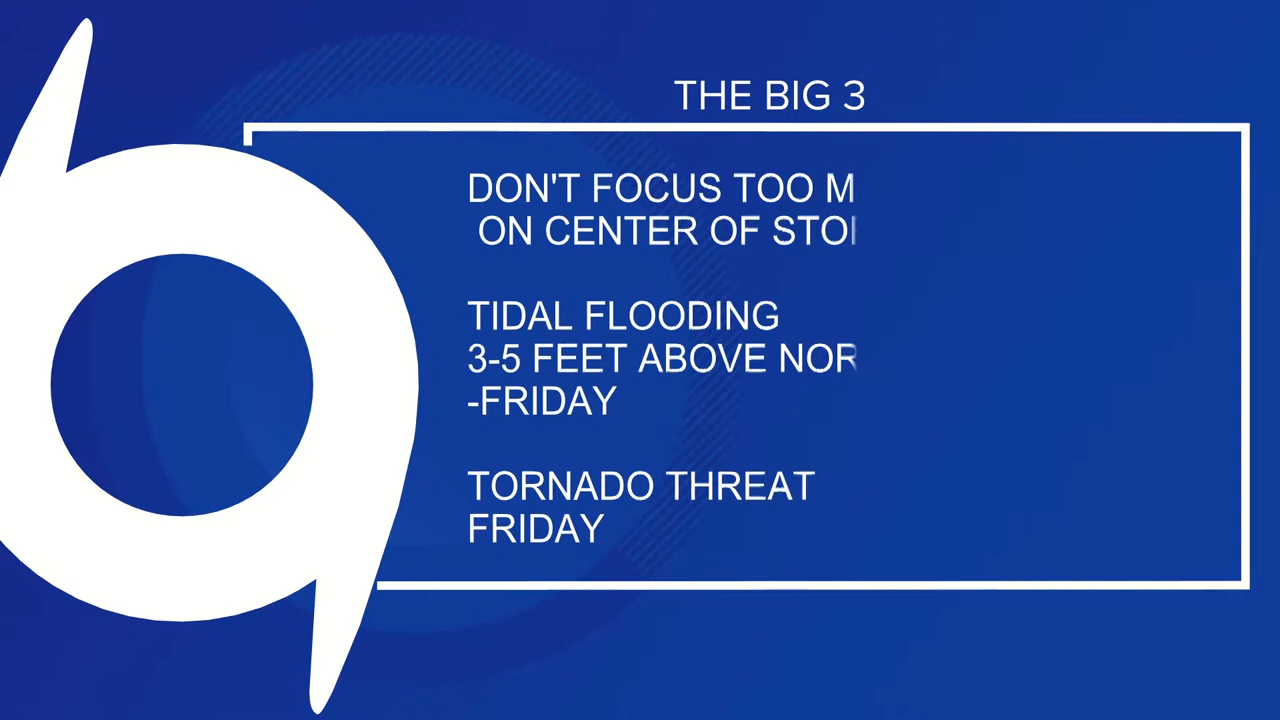 THE BIG 3
DON'T FOCUS TOO M
ON CENTER OF STO
TIDAL FLOODING
3-5 FEET ABOVE NOR
-FRIDAY
TORNADO THREAT
FRIDAY